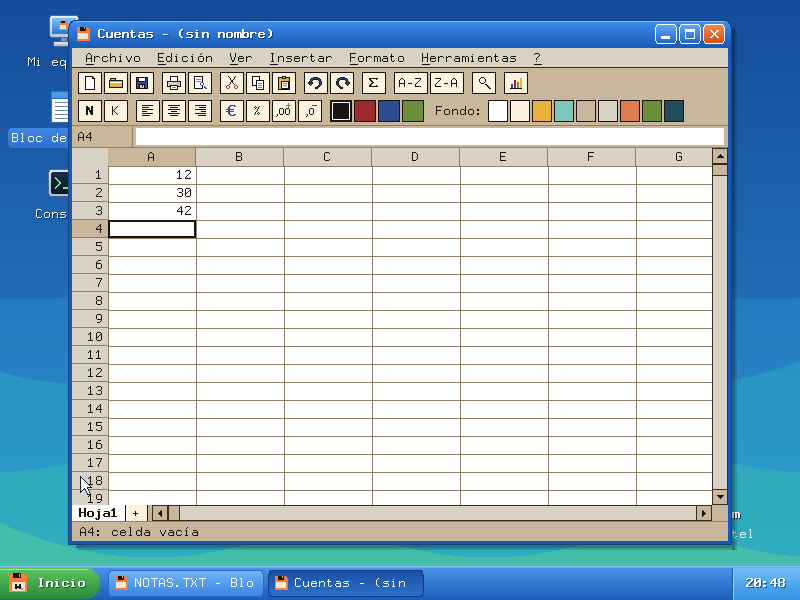 Cuentas - (sin nombre)
Mi eq
Archivo Edición Ver Insertar Formato Herramientas ?
Σ A-Z Z-A
N K € % ,00 ,0 Fondo:
Bloc de
A4
A B C D E F G
1 12
2 30
3 42
4
5
6
7
8
9
10
11
12
13
14
15
16
17
18
19
Cons
Hoja1 +
A4: celda vacía
m
tel
Inicio NOTAS.TXT - Blo Cuentas - (sin 20:48